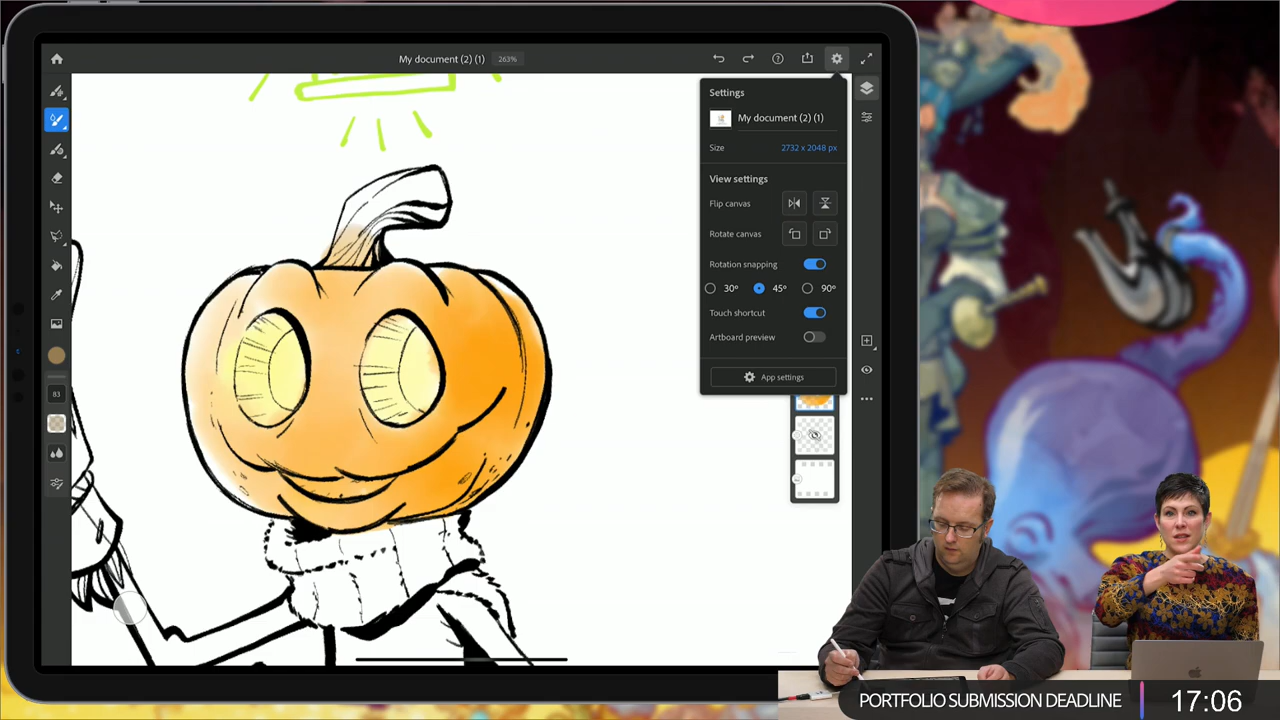 My document (2) (1) 263%
Settings
My document (2) (1)
Size 2732 x 2048 px
View settings
Flip canvas
Rotate canvas
Rotation snapping
30° 45° 90°
Touch shortcut
Artboard preview
App settings
83
PORTFOLIO SUBMISSION DEADLINE 17:06